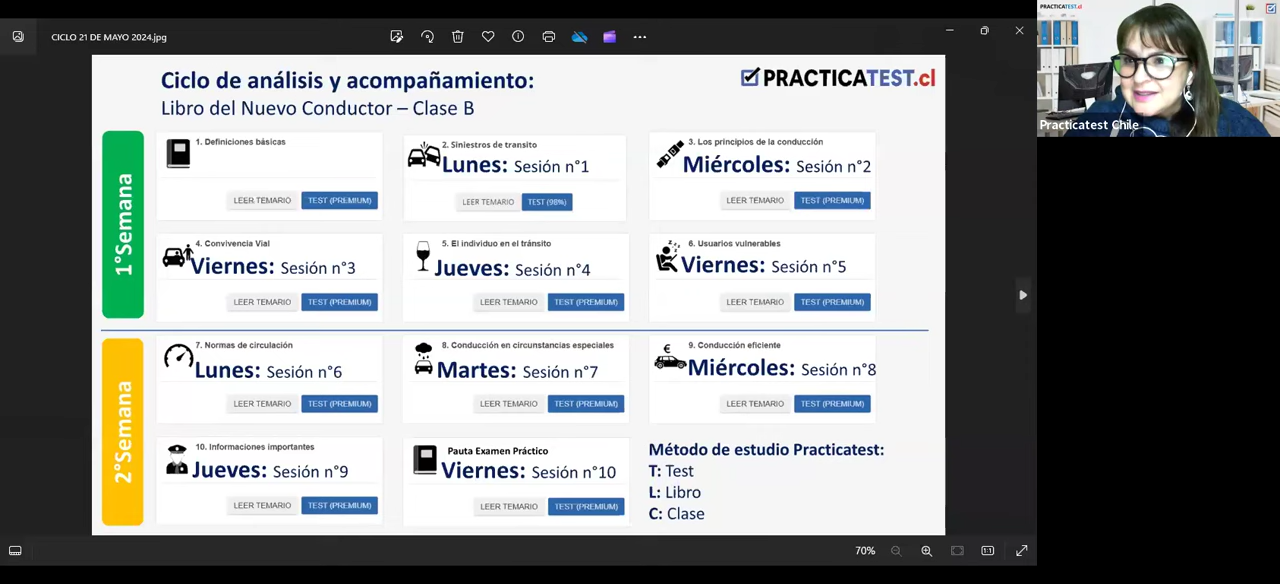 CICLO 21 DE MAYO 2024.jpg
PRACTICATEST.cl
Practicatest Chile
Ciclo de análisis y acompañamiento:
Libro del Nuevo Conductor – Clase B
PRACTICATEST.cl
1°Semana
1. Definiciones básicas
LEER TEMARIO TEST (PREMIUM)
2. Siniestros de transito
Lunes: Sesión n°1
LEER TEMARIO TEST (98%)
3. Los principios de la conducción
Miércoles: Sesión n°2
LEER TEMARIO TEST (PREMIUM)
4. Convivencia Vial
Viernes: Sesión n°3
LEER TEMARIO TEST (PREMIUM)
5. El individuo en el tránsito
Jueves: Sesión n°4
LEER TEMARIO TEST (PREMIUM)
6. Usuarios vulnerables
Viernes: Sesión n°5
LEER TEMARIO TEST (PREMIUM)
2°Semana
7. Normas de circulación
Lunes: Sesión n°6
LEER TEMARIO TEST (PREMIUM)
8. Conducción en circunstancias especiales
Martes: Sesión n°7
LEER TEMARIO TEST (PREMIUM)
9. Conducción eficiente
Miércoles: Sesión n°8
LEER TEMARIO TEST (PREMIUM)
10. Informaciones importantes
Jueves: Sesión n°9
LEER TEMARIO TEST (PREMIUM)
Pauta Examen Práctico
Viernes: Sesión n°10
LEER TEMARIO TEST (PREMIUM)
Método de estudio Practicatest:
T: Test
L: Libro
C: Clase
70%